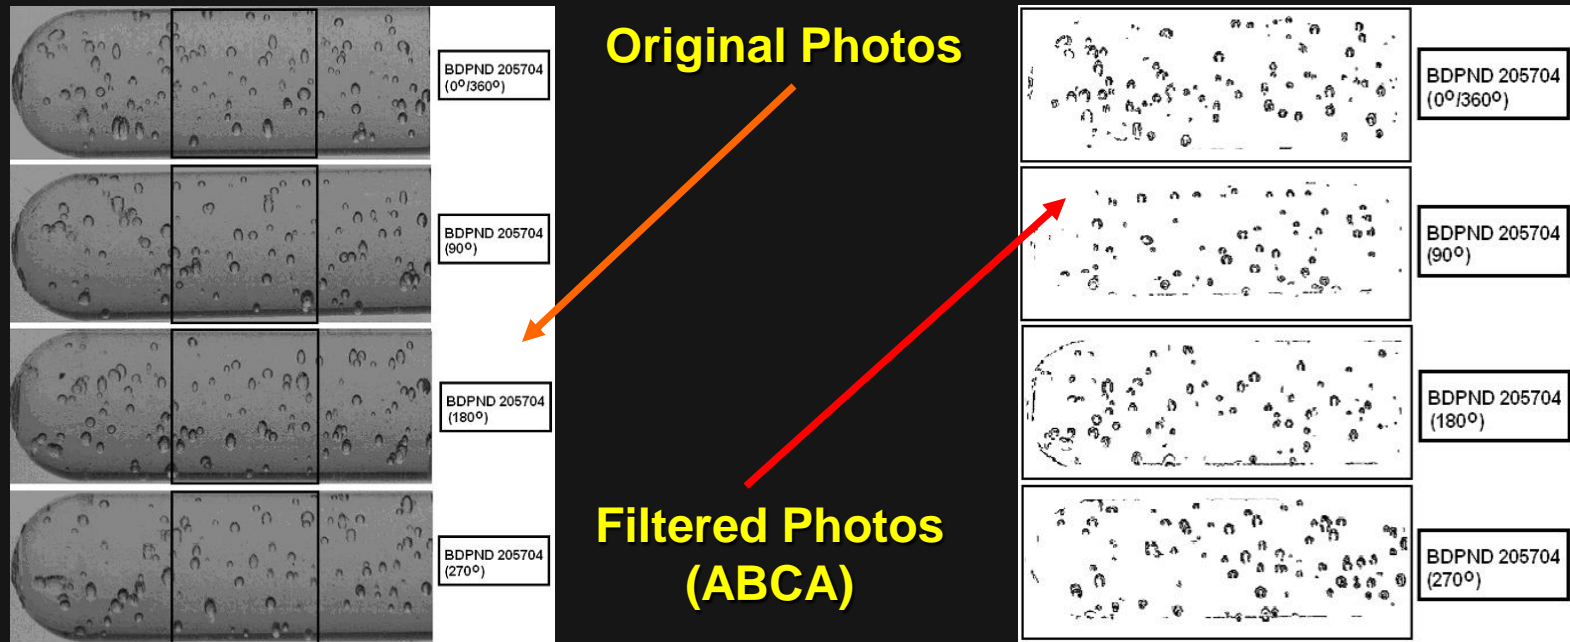 Original Photos
BDPND 205704
(0º/360º)
BDPND 205704
(90º)
BDPND 205704
(180º)
BDPND 205704
(270º)
Filtered Photos
(ABCA)
BDPND 205704
(0º/360º)
BDPND 205704
(90º)
BDPND 205704
(180º)
BDPND 205704
(270º)